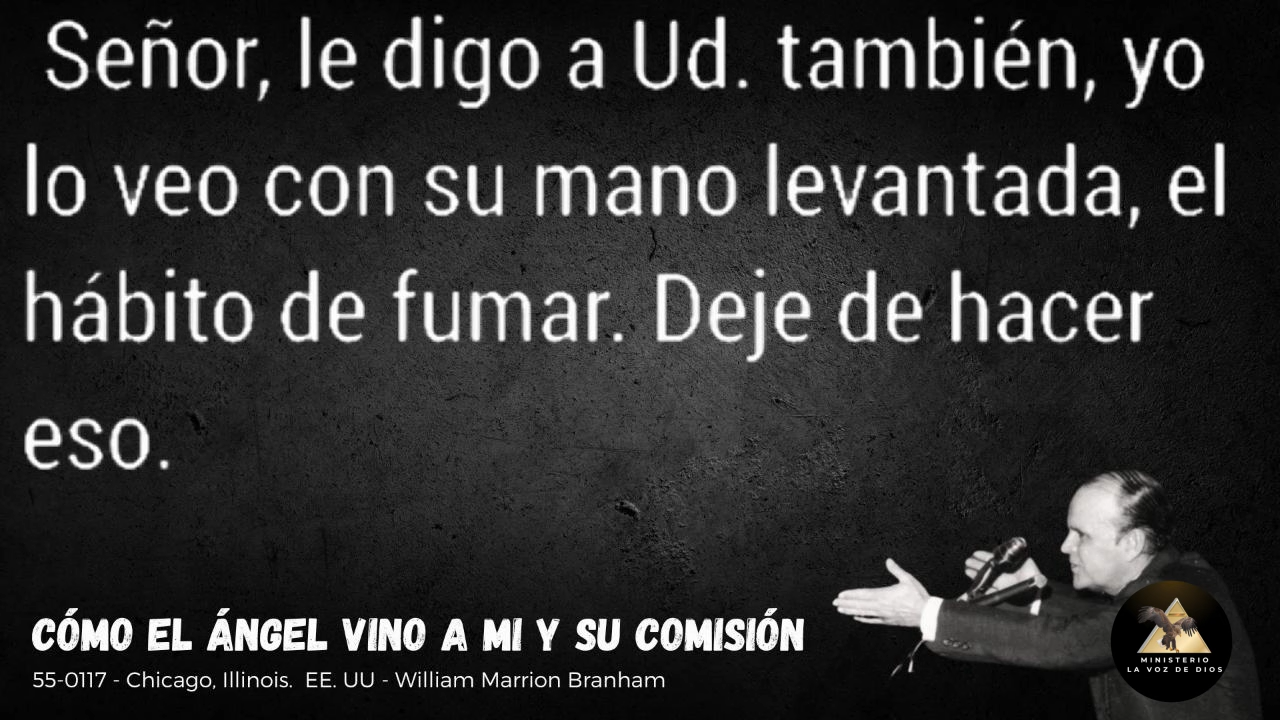 Señor, le digo a Ud. también, yo
lo veo con su mano levantada, el
hábito de fumar. Deje de hacer
eso.
CÓMO EL ÁNGEL VINO A MI Y SU COMISIÓN
55-0117 - Chicago, Illinois.  EE. UU - William Marrion Branham
MINISTERIO
LA VOZ DE DIOS